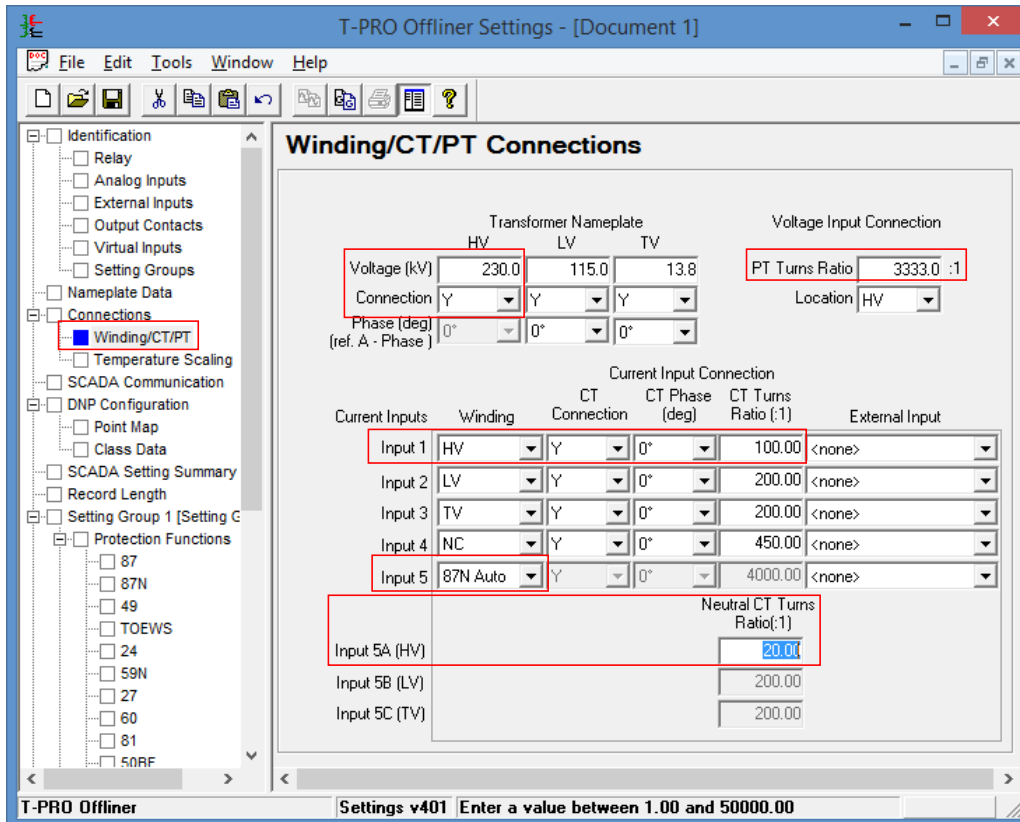 T-PRO Offliner Settings - [Document 1]
File Edit Tools Window Help
Identification
Relay
Analog Inputs
External Inputs
Output Contacts
Virtual Inputs
Setting Groups
Nameplate Data
Connections
Winding/CT/PT
Temperature Scaling
SCADA Communication
DNP Configuration
Point Map
Class Data
SCADA Setting Summary
Record Length
Setting Group 1 [Setting G
Protection Functions
87
87N
49
TOEWS
24
59N
27
60
81
50BF
Winding/CT/PT Connections
Transformer Nameplate
HV LV TV
Voltage (kV) 230.0 115.0 13.8
Connection Y Y Y
Phase (deg) 0° 0° 0°
(ref. A - Phase )
Voltage Input Connection
PT Turns Ratio 3333.0 :1
Location HV
Current Input Connection
CT CT Phase CT Turns
Current Inputs Winding Connection (deg) Ratio (:1) External Input
Input 1 HV Y 0° 100.00 <none>
Input 2 LV Y 0° 200.00 <none>
Input 3 TV Y 0° 200.00 <none>
Input 4 NC Y 0° 450.00 <none>
Input 5 87N Auto Y 0° 4000.00 <none>
Neutral CT Turns
Ratio(:1)
Input 5A (HV) 20.00
Input 5B (LV) 200.00
Input 5C (TV) 200.00
T-PRO Offliner Settings v401 Enter a value between 1.00 and 50000.00